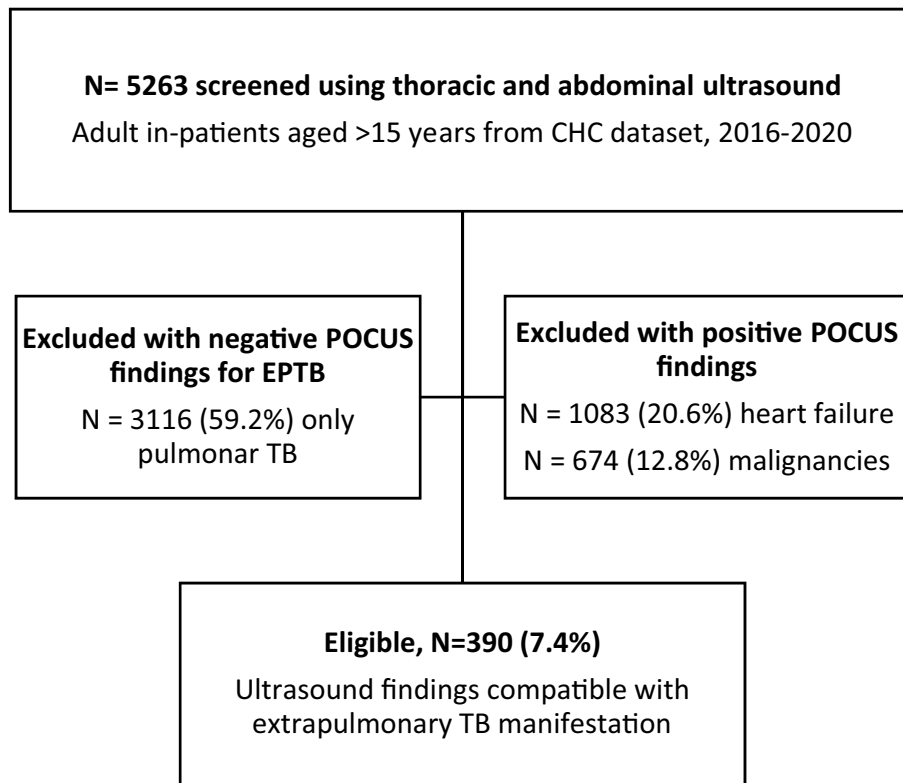 N= 5263 screened using thoracic and abdominal ultrasound
Adult in-patients aged >15 years from CHC dataset, 2016-2020
Excluded with negative POCUS
findings for EPTB
N = 3116 (59.2%) only
pulmonar TB
Excluded with positive POCUS
findings
N = 1083 (20.6%) heart failure
N = 674 (12.8%) malignancies
Eligible, N=390 (7.4%)
Ultrasound findings compatible with
extrapulmonary TB manifestation